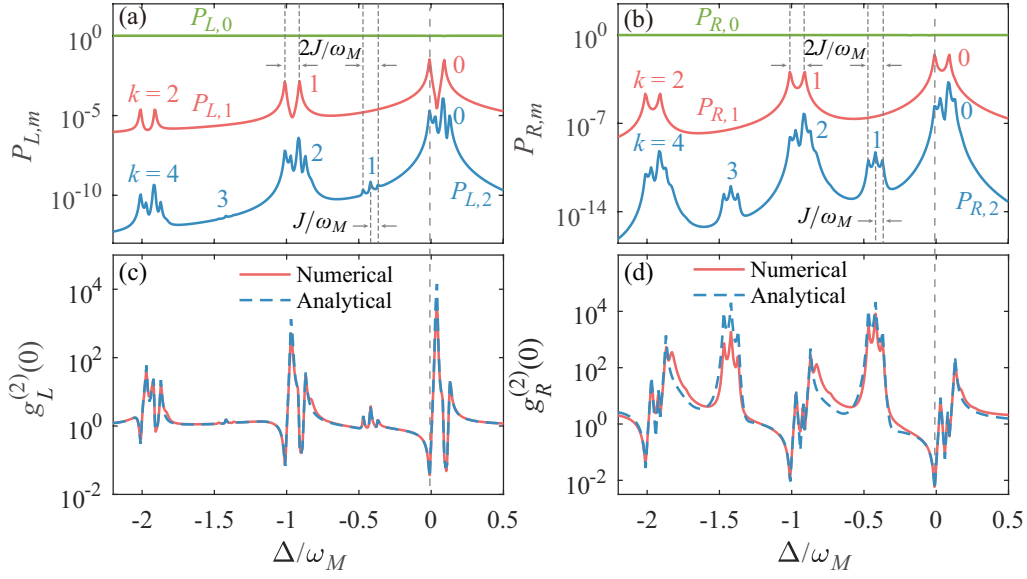 (a)
P_{L,0}
2J/ω_M
0
1
k = 2
P_{L,1}
0
2
1
k = 4
3
P_{L,2}
J/ω_M
10^0
10^{-5}
10^{-10}
P_{L,m}
(b)
P_{R,0}
2J/ω_M
0
1
k = 2
P_{R,1}
0
2
1
k = 4
3
P_{R,2}
J/ω_M
10^0
10^{-7}
10^{-14}
P_{R,m}
(c)
Numerical
Analytical
10^4
10^2
10^0
10^{-2}
g_L^{(2)}(0)
-2 -1.5 -1 -0.5 0 0.5
Δ/ω_M
(d)
Numerical
Analytical
10^4
10^2
10^0
10^{-2}
g_R^{(2)}(0)
-2 -1.5 -1 -0.5 0 0.5
Δ/ω_M